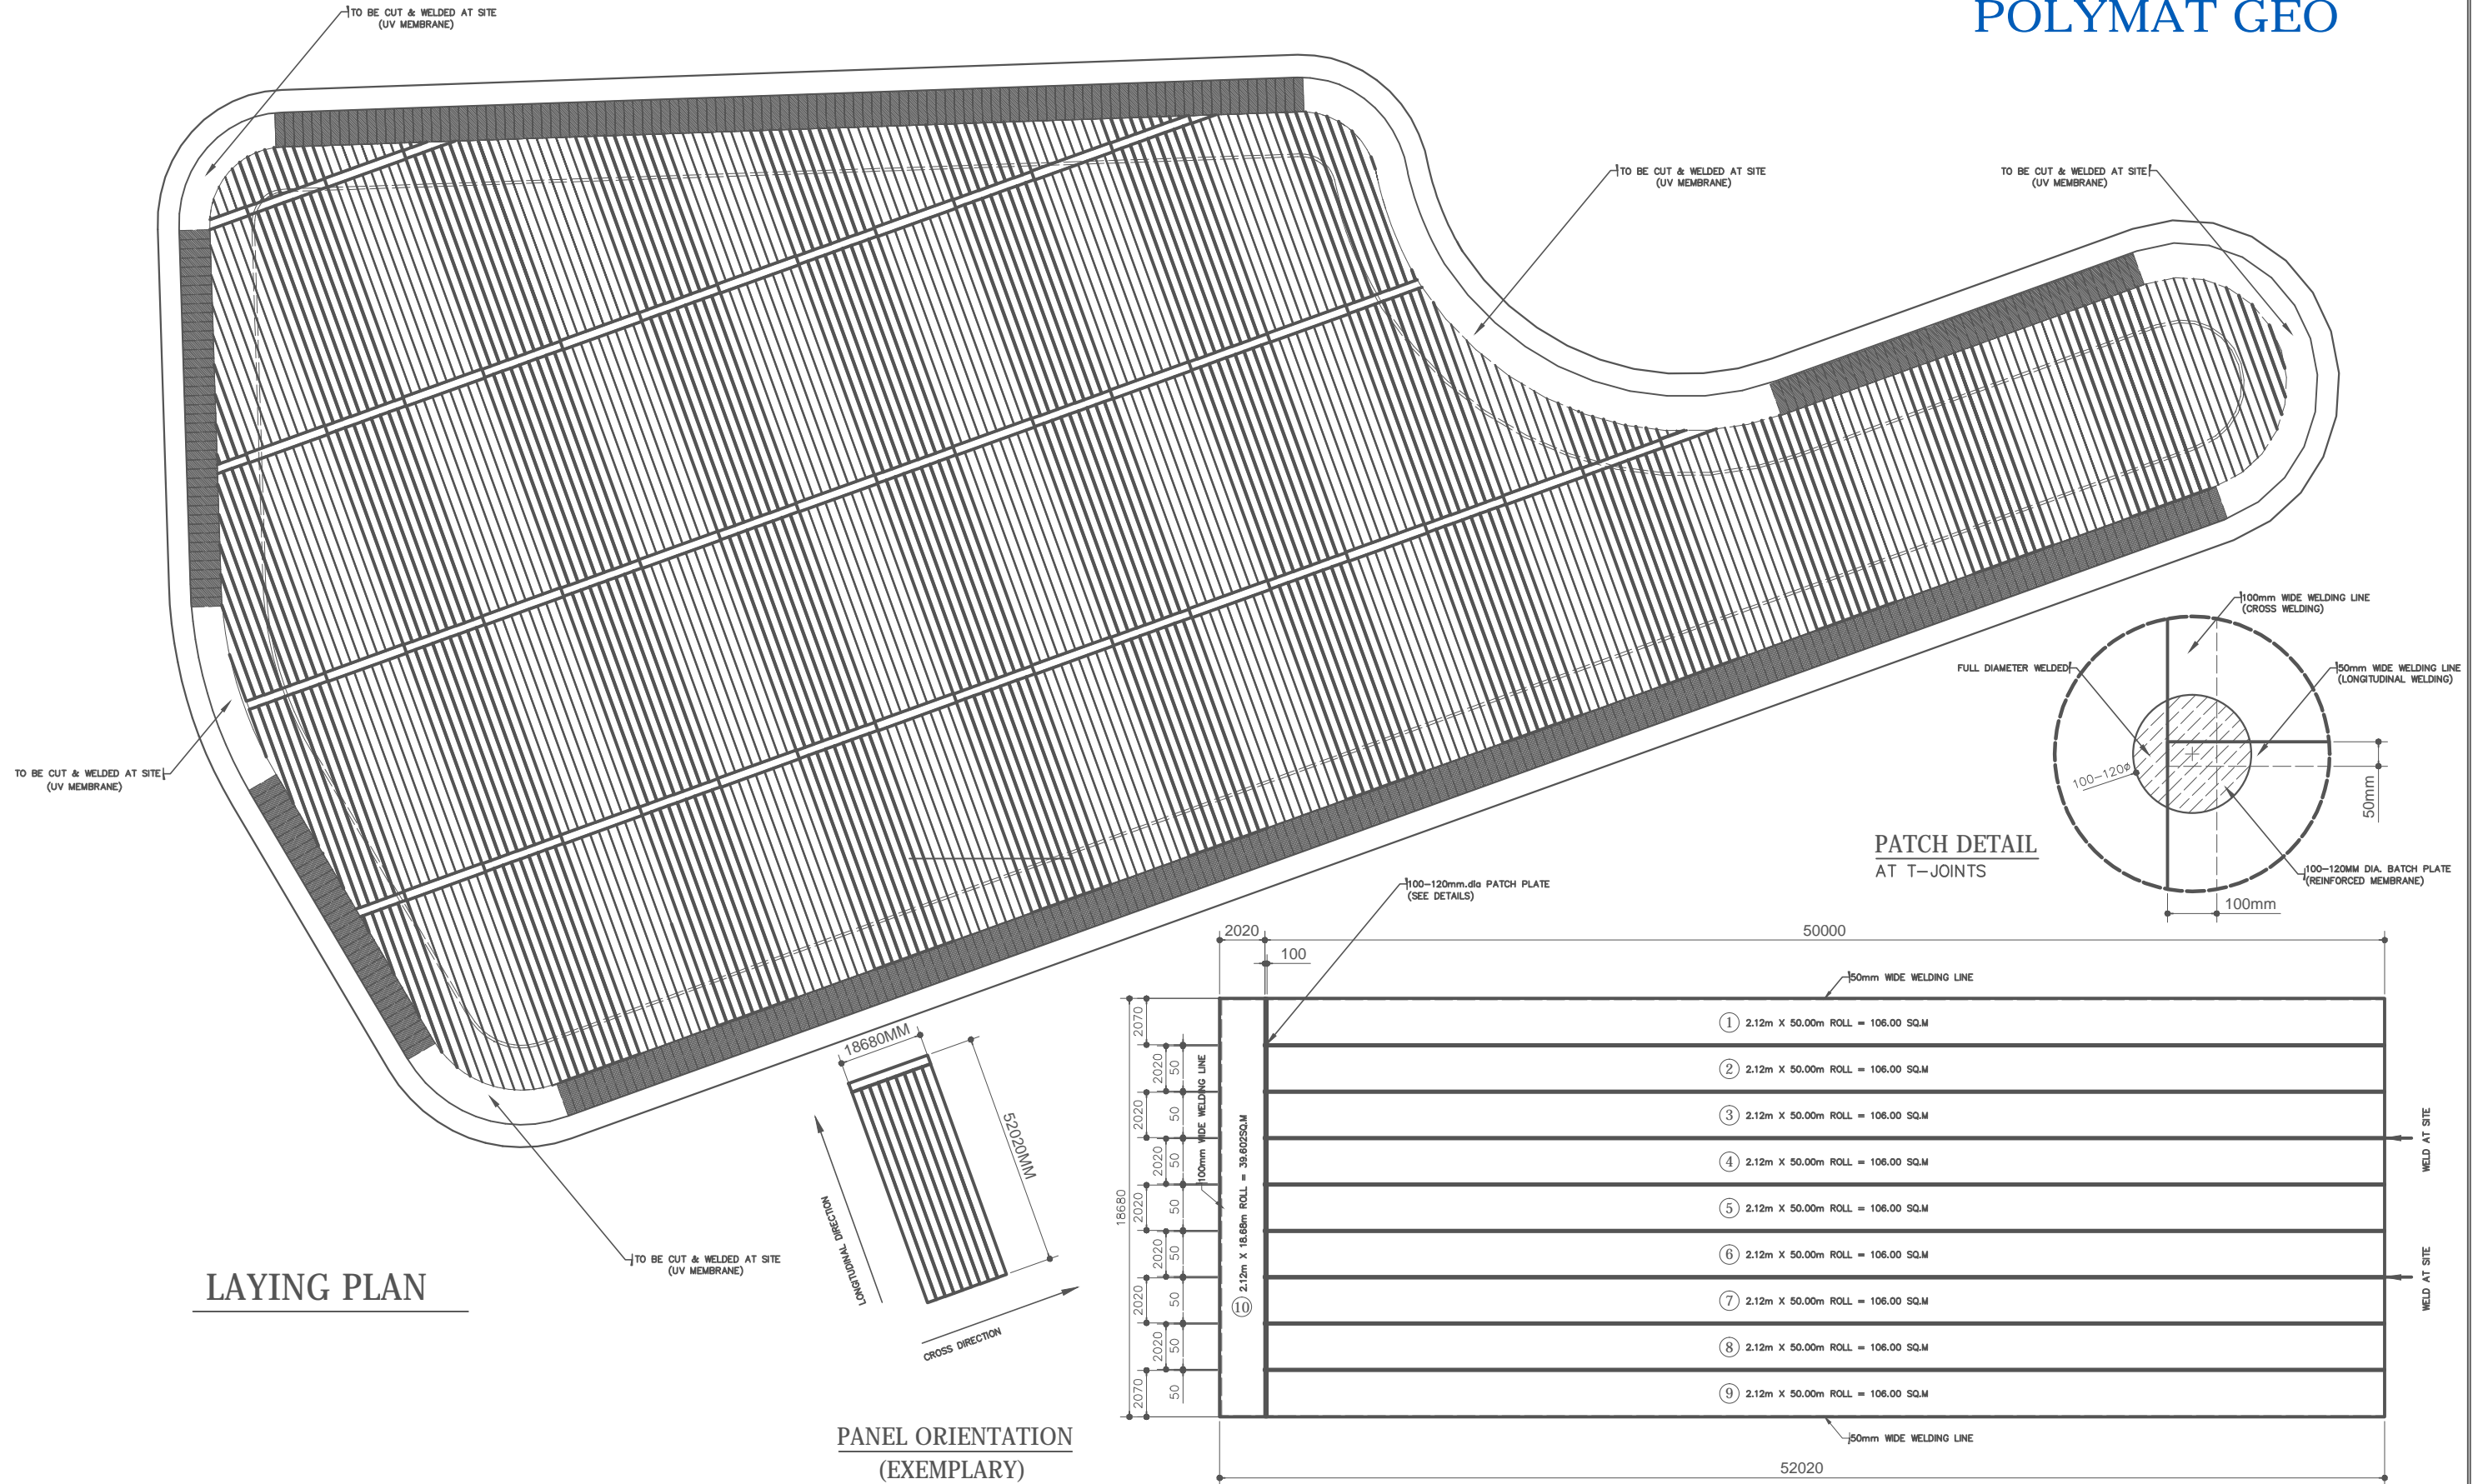 POLYMAT GEO
TO BE CUT & WELDED AT SITE
(UV MEMBRANE)
TO BE CUT & WELDED AT SITE
(UV MEMBRANE)
TO BE CUT & WELDED AT SITE
(UV MEMBRANE)
TO BE CUT & WELDED AT SITE
(UV MEMBRANE)
TO BE CUT & WELDED AT SITE
(UV MEMBRANE)
LAYING PLAN
100mm WIDE WELDING LINE
(CROSS WELDING)
FULL DIAMETER WELDED
50mm WIDE WELDING LINE
(LONGITUDINAL WELDING)
100-120ø
50mm
100-120MM DIA. BATCH PLATE
(REINFORCED MEMBRANE)
100mm
PATCH DETAIL
AT T-JOINTS
18680MM
52020MM
LONGITUDINAL DIRECTION
CROSS DIRECTION
PANEL ORIENTATION
(EXEMPLARY)
100-120mm.dia PATCH PLATE
(SEE DETAILS)
2020
50000
100
50mm WIDE WELDING LINE
18680
2070
2020
50
2020
50
2020
50
2020
50
2020
50
2020
50
2020
50
2070
50
100mm WIDE WELDING LINE
10 2.12m X 18.68m ROLL = 39.602SQ.M
1 2.12m X 50.00m ROLL = 106.00 SQ.M
2 2.12m X 50.00m ROLL = 106.00 SQ.M
3 2.12m X 50.00m ROLL = 106.00 SQ.M
4 2.12m X 50.00m ROLL = 106.00 SQ.M
5 2.12m X 50.00m ROLL = 106.00 SQ.M
6 2.12m X 50.00m ROLL = 106.00 SQ.M
7 2.12m X 50.00m ROLL = 106.00 SQ.M
8 2.12m X 50.00m ROLL = 106.00 SQ.M
9 2.12m X 50.00m ROLL = 106.00 SQ.M
WELD AT SITE
WELD AT SITE
50mm WIDE WELDING LINE
52020